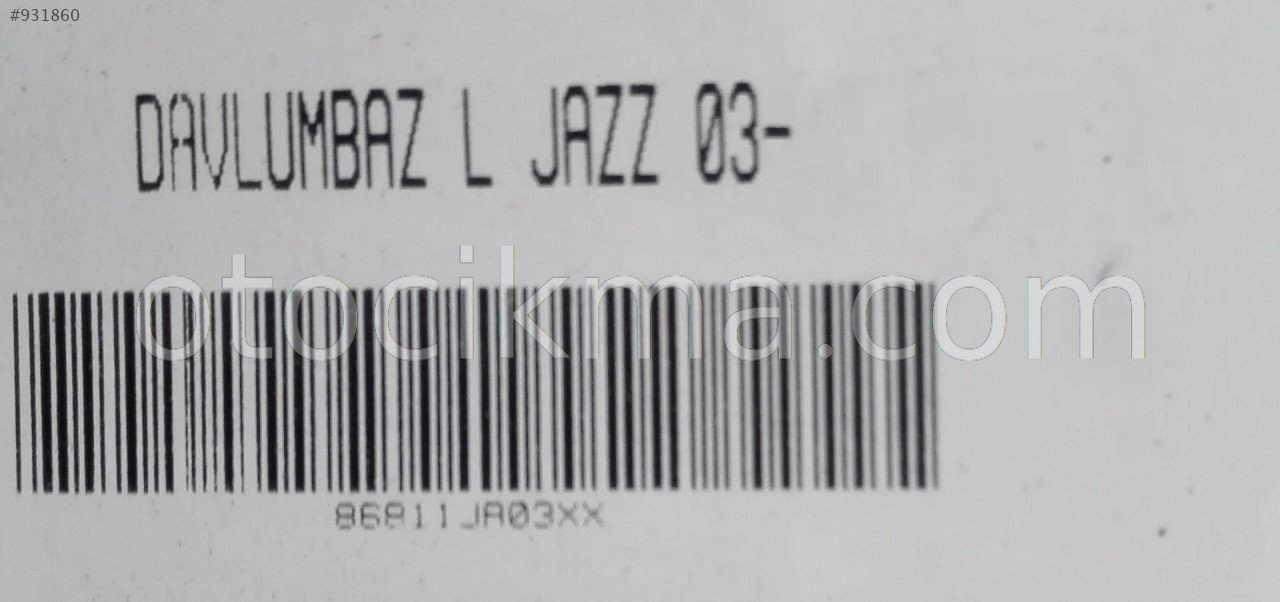 #931860
DAVLUMBAZ L JAZZ 03-
otocikma.com
86811JA03XX